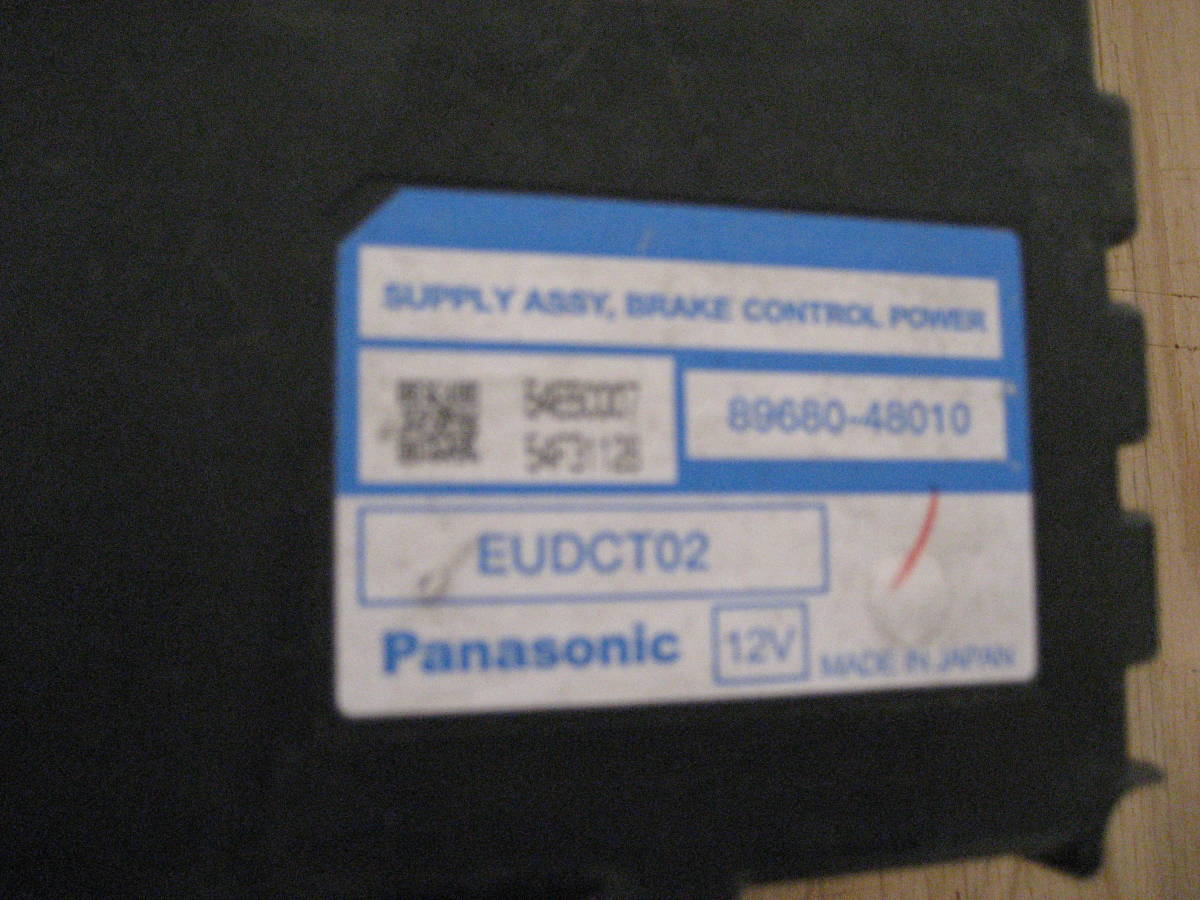 SUPPLY ASSY, BRAKE CONTROL POWER
89680-48010
EUDCT02
Panasonic 12V MADE IN JAPAN